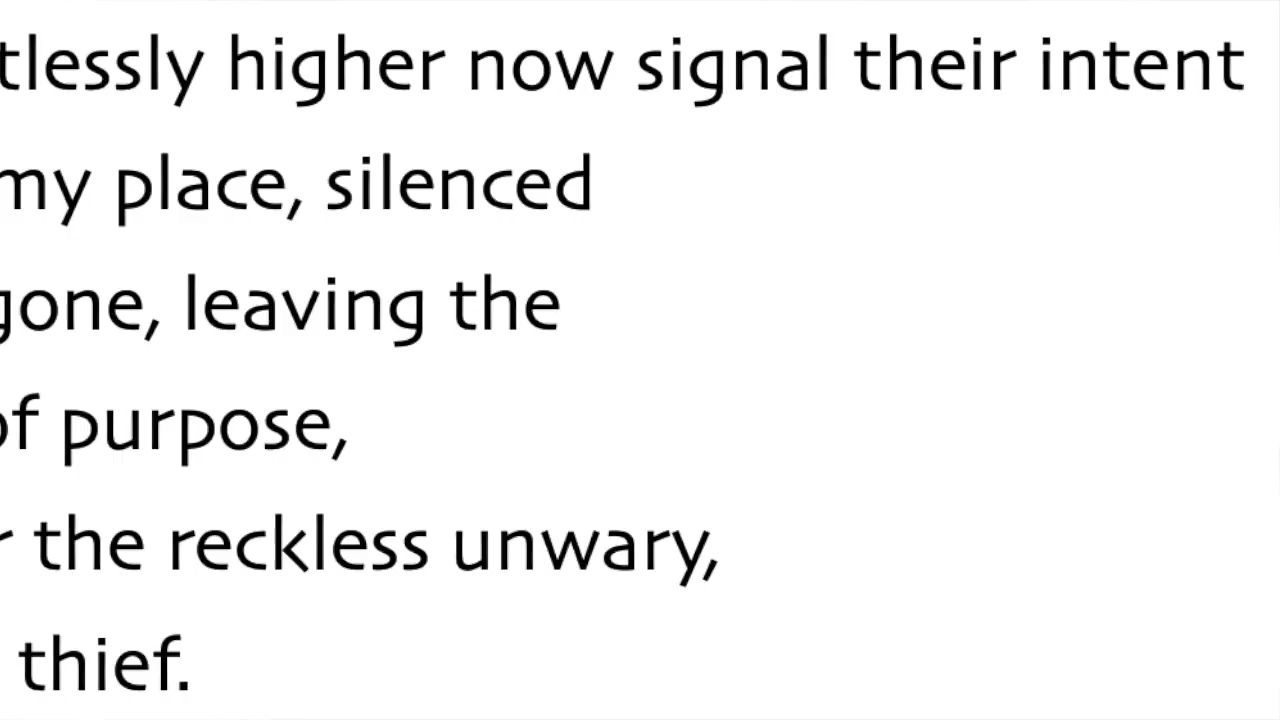 tlessly higher now signal their intent
my place, silenced
gone, leaving the
of purpose,
r the reckless unwary,
thief.